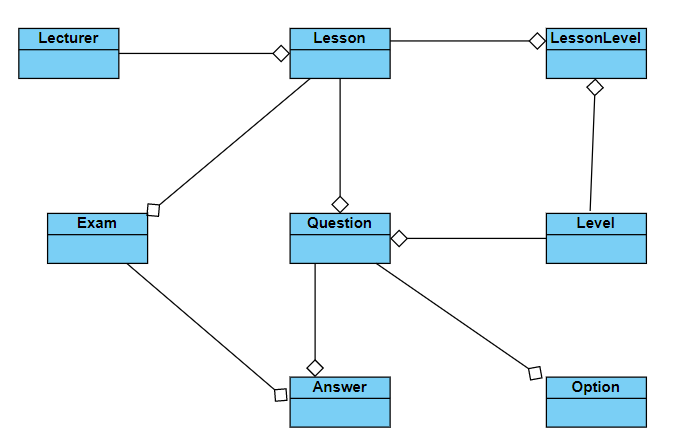 Lecturer
Lesson
LessonLevel
Exam
Question
Level
Answer
Option